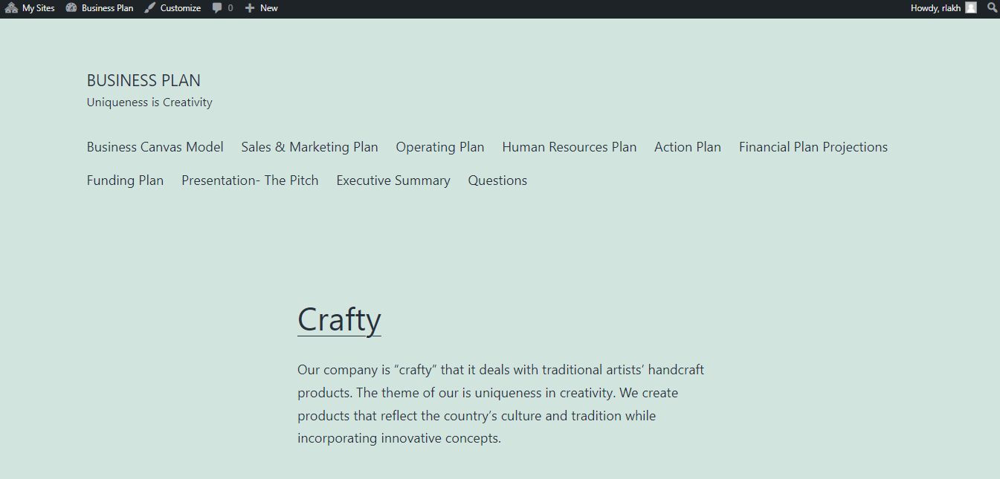 My Sites Business Plan Customize 0 New Howdy, rlakh
BUSINESS PLAN
Uniqueness is Creativity
Business Canvas Model Sales & Marketing Plan Operating Plan Human Resources Plan Action Plan Financial Plan Projections
Funding Plan Presentation- The Pitch Executive Summary Questions
Crafty
Our company is “crafty” that it deals with traditional artists’ handcraft
products. The theme of our is uniqueness in creativity. We create
products that reflect the country’s culture and tradition while
incorporating innovative concepts.